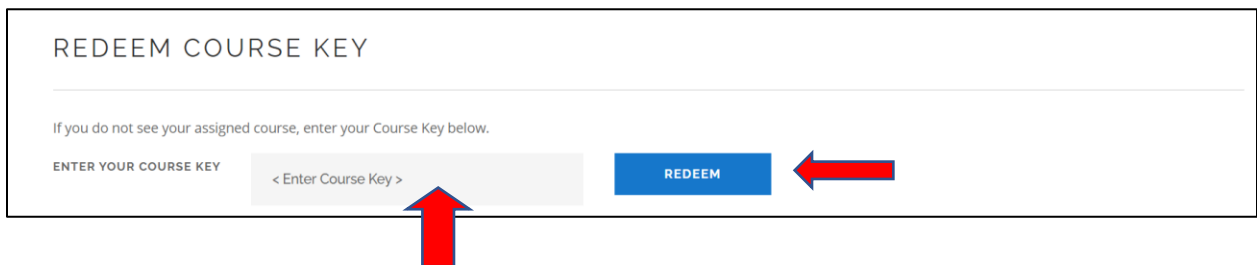 REDEEM COURSE KEY
If you do not see your assigned course, enter your Course Key below.
ENTER YOUR COURSE KEY
< Enter Course Key >
REDEEM